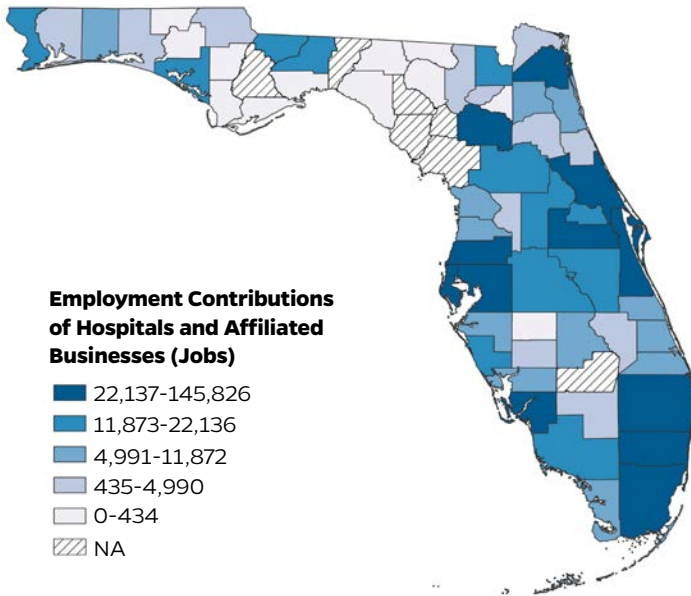 Employment Contributions
of Hospitals and Affiliated
Businesses (Jobs)
22,137-145,826
11,873-22,136
4,991-11,872
435-4,990
0-434
NA